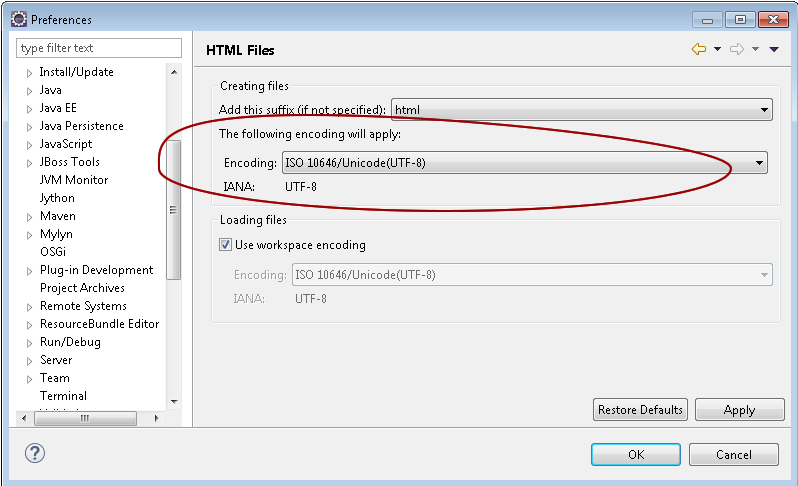 Preferences
type filter text
Install/Update
Java
Java EE
Java Persistence
JavaScript
JBoss Tools
JVM Monitor
Jython
Maven
Mylyn
OSGi
Plug-in Development
Project Archives
Remote Systems
ResourceBundle Editor
Run/Debug
Server
Team
Terminal
HTML Files
Creating files
Add this suffix (if not specified): html
The following encoding will apply:
Encoding: ISO 10646/Unicode(UTF-8)
IANA: UTF-8
Loading files
Use workspace encoding
Encoding: ISO 10646/Unicode(UTF-8)
IANA: UTF-8
Restore Defaults Apply
OK Cancel